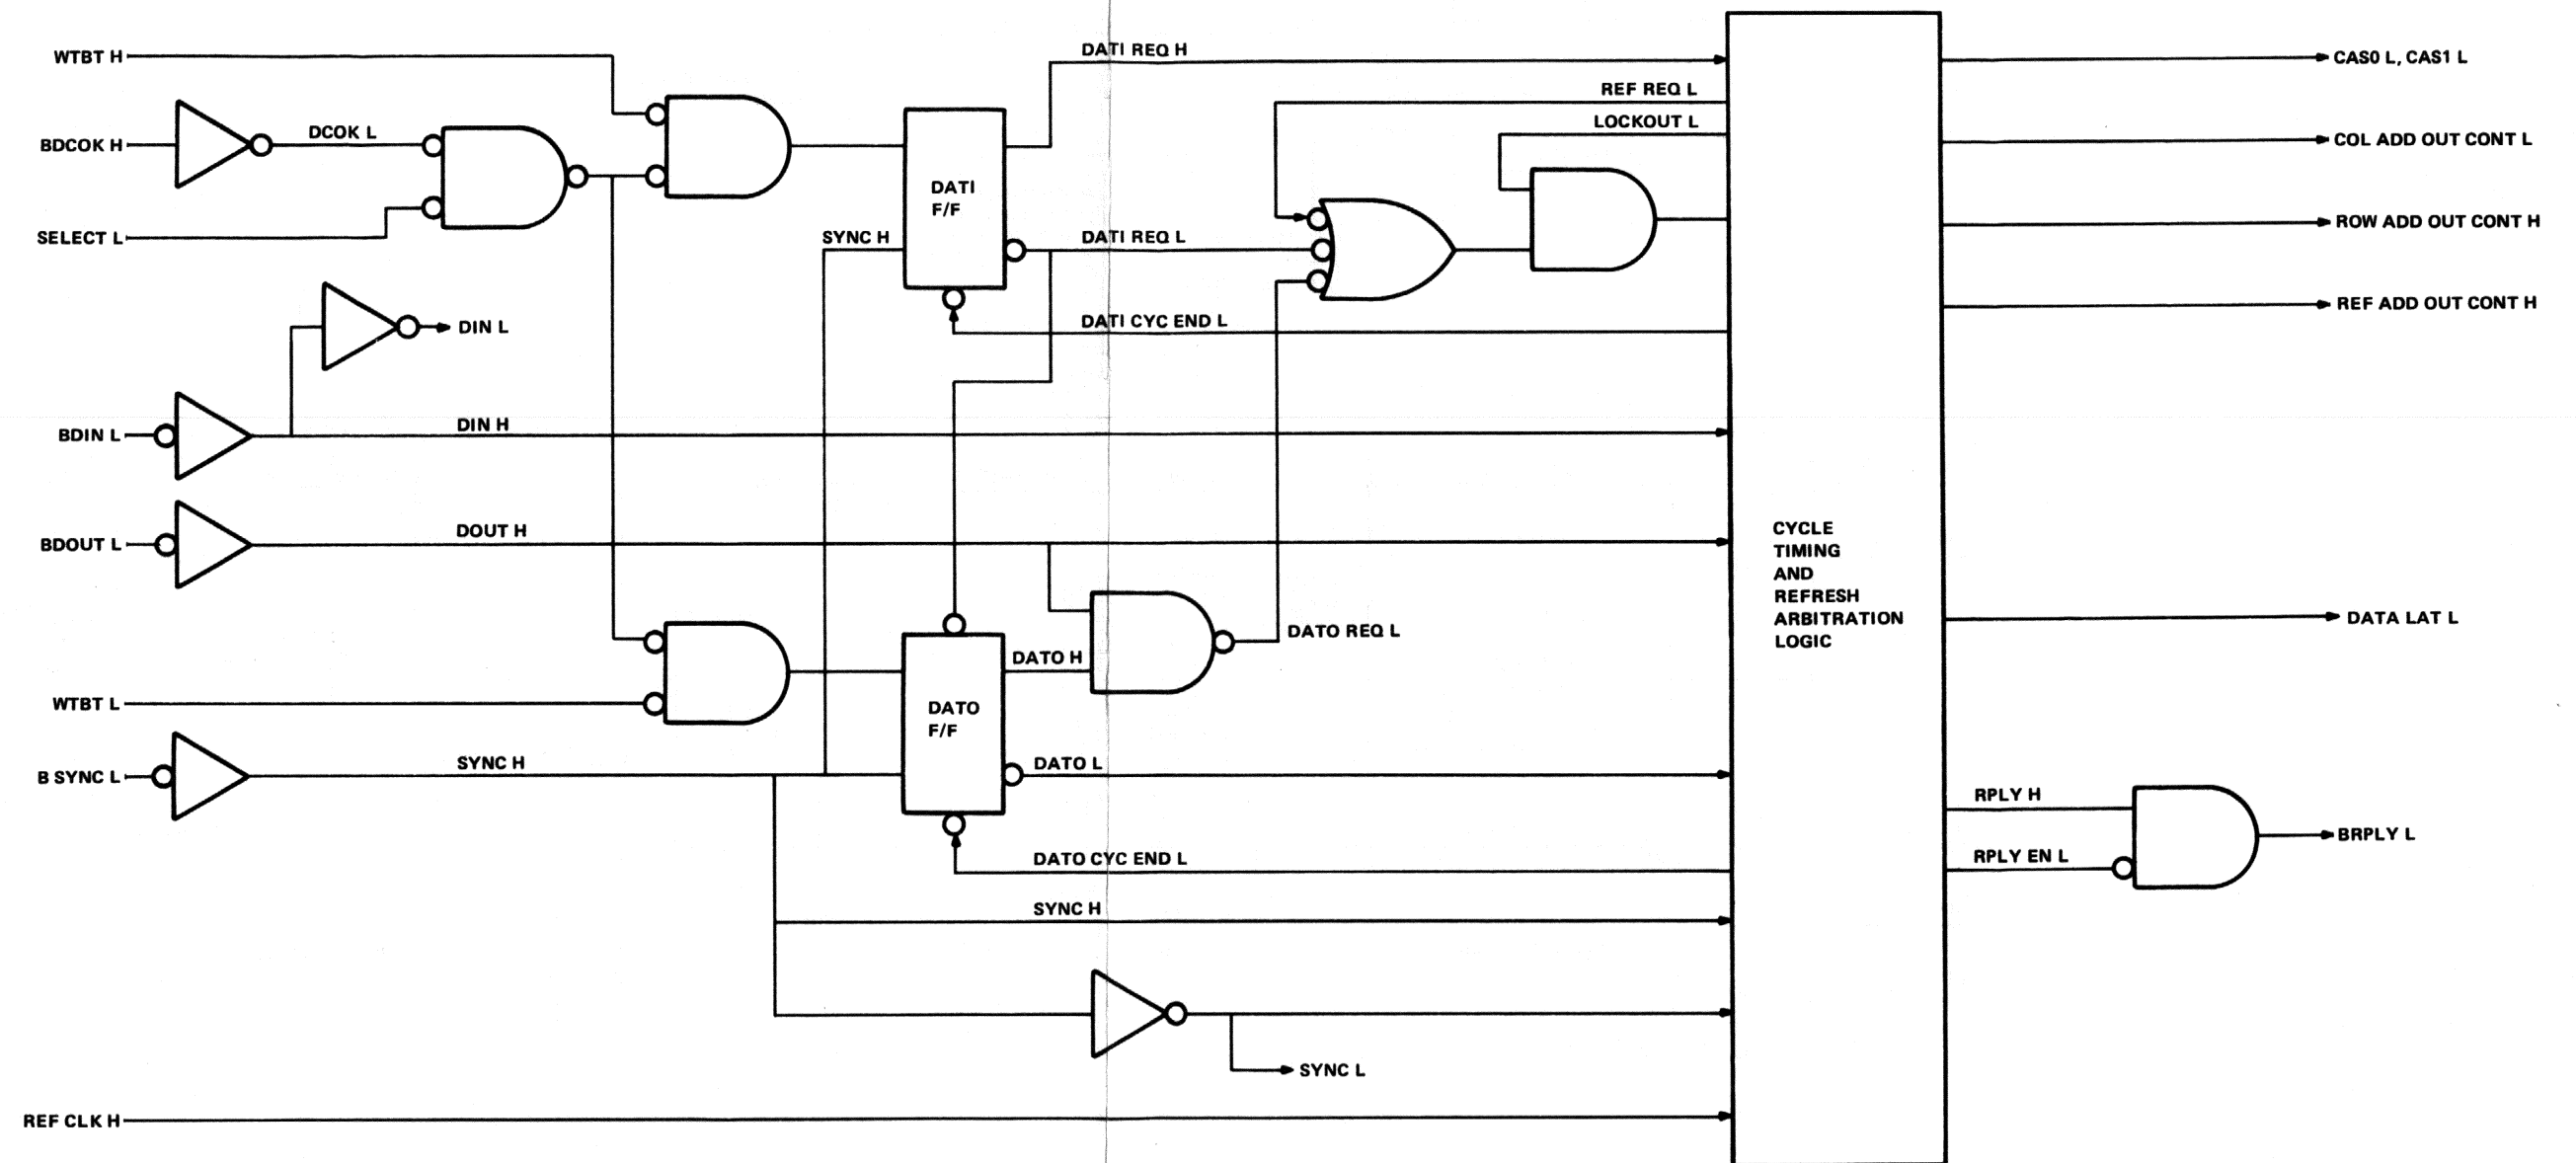 WTBT H
DATI REQ H
CAS0 L, CAS1 L
REF REQ L
LOCKOUT L
BDCOK H
DCOK L
COL ADD OUT CONT L
DATI
F/F
SELECT L
SYNC H
DATI REQ L
ROW ADD OUT CONT H
REF ADD OUT CONT H
DIN L
DATI CYC END L
BDIN L
DIN H
BDOUT L
DOUT H
CYCLE
TIMING
AND
REFRESH
ARBITRATION
LOGIC
DATA LAT L
DATO REQ L
DATO H
WTBT L
DATO
F/F
B SYNC L
SYNC H
DATO L
RPLY H
BRPLY L
RPLY EN L
DATO CYC END L
SYNC H
SYNC L
REF CLK H